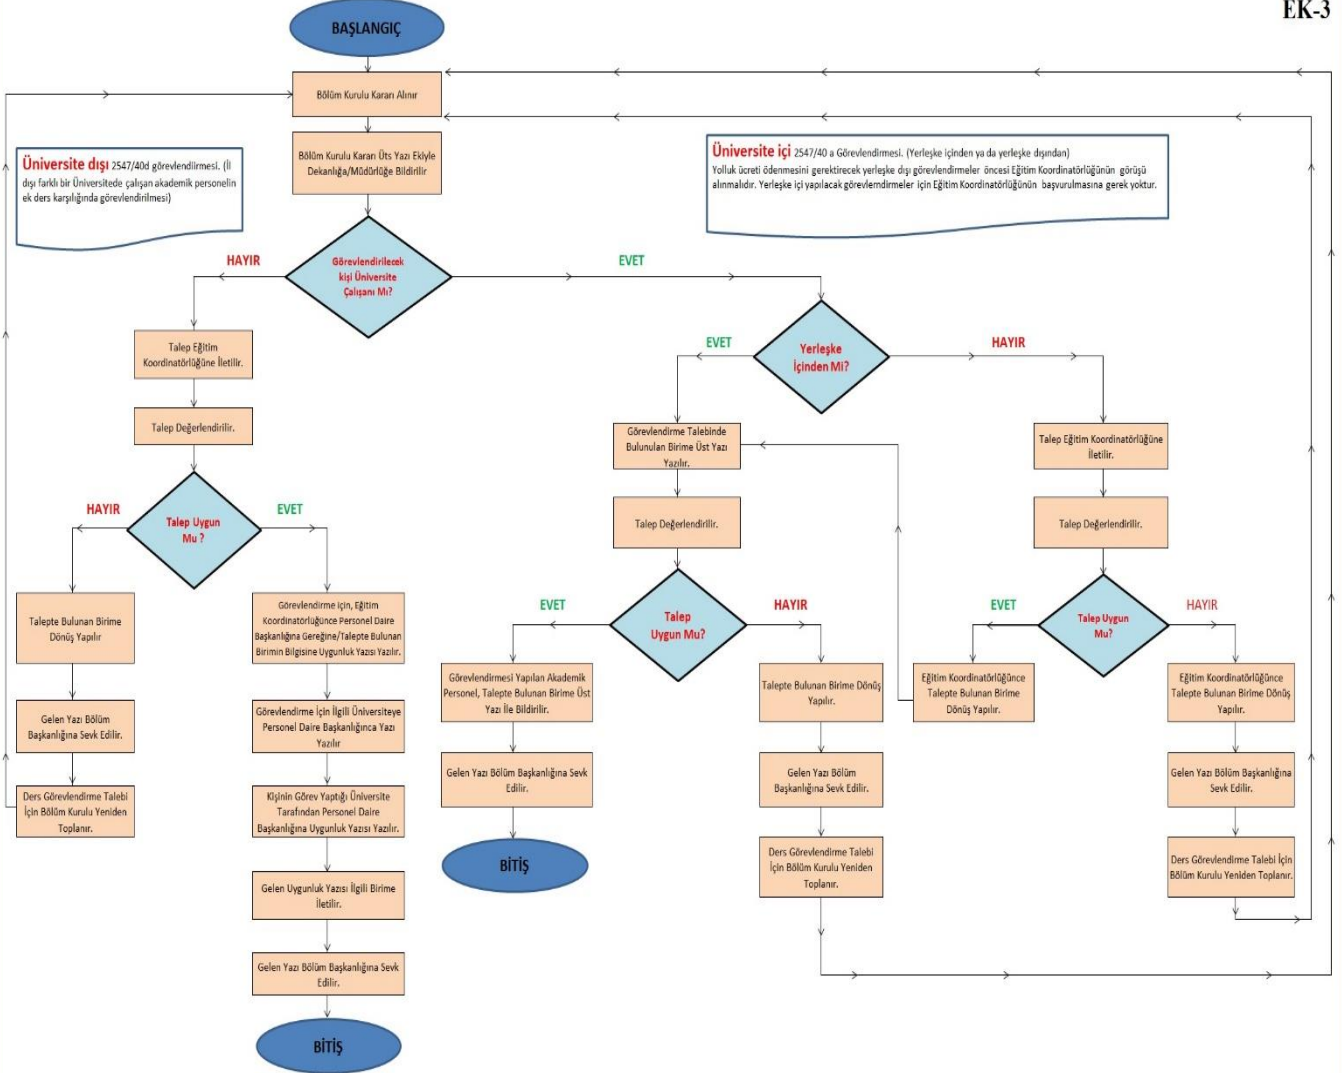 EK-3
BAŞLANGIÇ
Bölüm Kurulu Kararı Alınır
Bölüm Kurulu Kararı Üts Yazı Ekiyle
Dekanlığa/Müdürlüğe Bildirilir
Üniversite dışı 2547/40d görevlendiirmesi. (İl
dışı farklı bir Üniversitede çalışan akademik personelin
ek ders karşılığında görevlendirilmesi)
Üniversite içi 2547/40 a Görevlendirmesi. (Yerleşke içinden ya da yerleşke dışından)
Yolluk ücreti ödenmesini gerektirecek yerleşke dışı görevlendirmeler öncesi Eğitim Koordinatörlüğünün görüşü
alınmalıdır. Yerleşke içi yapılacak görevlerndirmeler için Eğitim Koordinatörlüğünün başvurulmasına gerek yoktur.
HAYIR
Görevlendirilecek
kişi Üniversite
Çalışanı Mı?
EVET
Talep Eğitim
Koordinatörlüğüne İletilir.
Talep Değerlendirilir.
HAYIR
Talep Uygun
Mu ?
EVET
Talepte Bulunan Birime
Dönüş Yapılır
Gelen Yazı Bölüm
Başkanlığına Sevk Edilir.
Ders Görevlendirme Talebi
İçin Bölüm Kurulu Yeniden
Toplanır.
Görevlendirme için, Eğitim
Koordinatörlüğünce Personel Daire
Başkanlığına Gereğine/Talepte Bulunan
Birimin Bilgisine Uygunluk Yazısı Yazılır.
Görevlendirme İçin İlgili Üniversiteye
Personel Daire Başkanlığınca Yazı
Yazılır
Kişinin Görev Yaptığı Üniversite
Tarafından Personel Daire
Başkanlığına Uygunluk Yazısı Yazılır.
Gelen Uygunluk Yazısı İlgili Birime
İletilir.
Gelen Yazı Bölüm Başkanlığına Sevk
Edilir.
BİTİŞ
EVET
Yerleşke
İçinden Mi?
HAYIR
Görevlendirme Talebinde
Bulunulan Birime Üst Yazı
Yazılır.
Talep Değerlendirilir.
EVET
Talep
Uygun Mu?
HAYIR
Görevlendirmesi Yapılan Akademik
Personel, Talepte Bulunan Birime Üst
Yazı İle Bildirilir.
Gelen Yazı Bölüm Başkanlığına Sevk
Edilir.
BİTİŞ
Talepte Bulunan Birime Dönüş
Yapılır.
Gelen Yazı Bölüm
Başkanlığına Sevk Edilir.
Ders Görevlendirme Talebi
İçin Bölüm Kurulu Yeniden
Toplanır.
Talep Eğitim Koordinatörlüğüne
İletilir.
Talep Değerlendirilir.
EVET
Talep Uygun
Mu?
HAYIR
Eğitim Koordinatörlüğünce
Talepte Bulunan Birime
Dönüş Yapılır.
Eğitim Koordinatörlüğünce
Talepte Bulunan Birime Dönüş
Yapılır.
Gelen Yazı Bölüm Başkanlığına
Sevk Edilir.
Ders Görevlendirme Talebi İçin
Bölüm Kurulu Yeniden Toplanır.